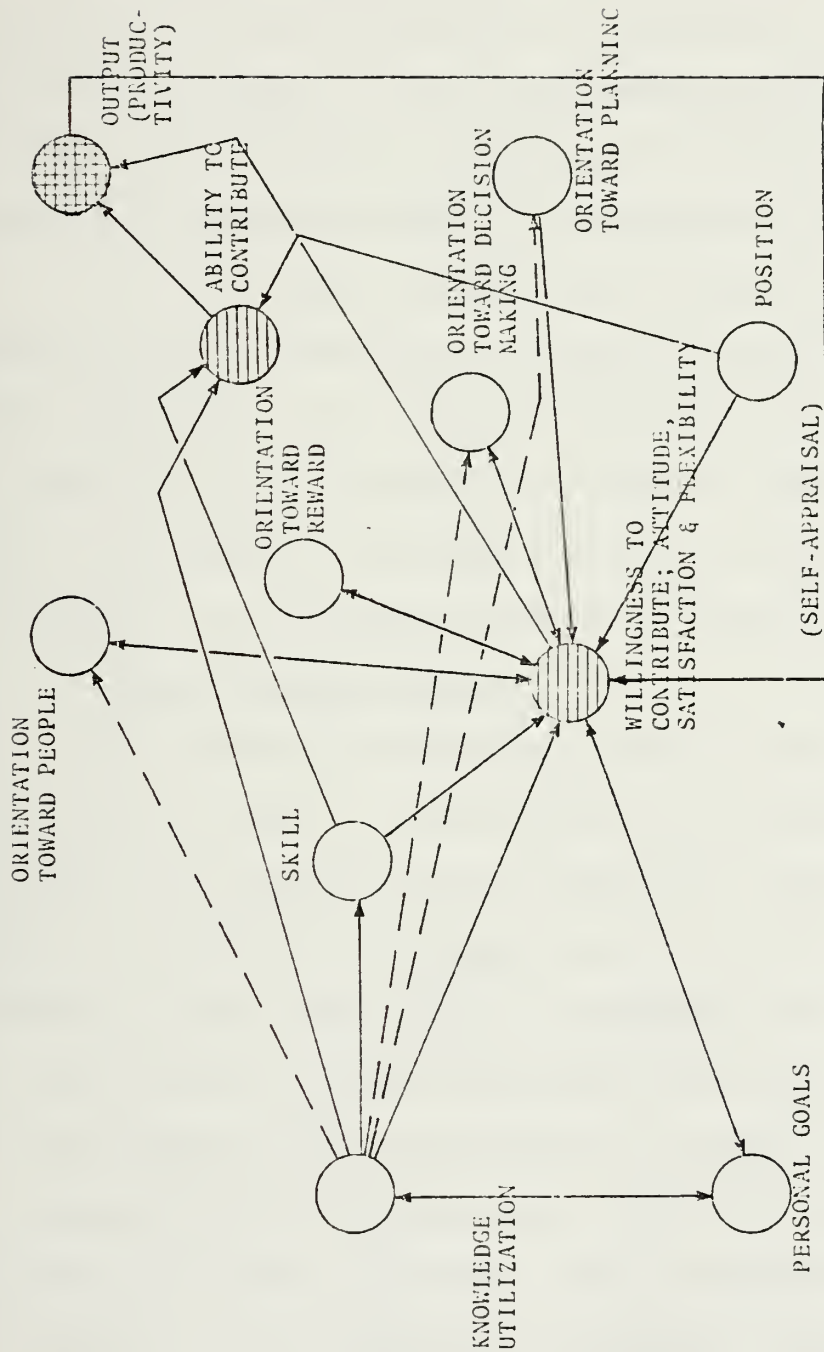 ORIENTATION
TOWARD PEOPLE
OUTPUT
(PRODUC-
TIVITY)
ABILITY TO
CONTRIBUTE
ORIENTATION
TOWARD
REWARD
SKILL
ORIENTATION
TOWARD DECISION
MAKING
KNOWLEDGE
UTILIZATION
ORIENTATION
TOWARD PLANNINC
WILLINGNESS TO
CONTRIBUTE; ATTITUDE,
SATISFACTION & FLEXIBILITY
POSITION
PERSONAL GOALS
(SELF-APPRAISAL)